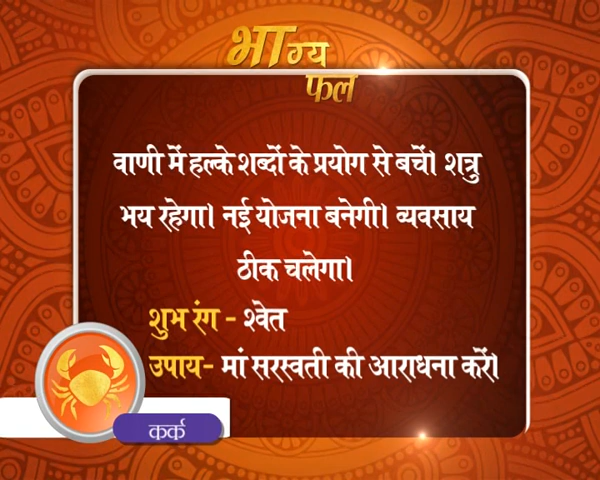 भाग्य
फल
वाणी में हल्के शब्दों के प्रयोग से बचें। शत्रु
भय रहेगा। नई योजना बनेगी। व्यवसाय
ठीक चलेगा।
शुभ रंग - श्वेत
उपाय- मां सरस्वती की आराधना करें।
कर्क